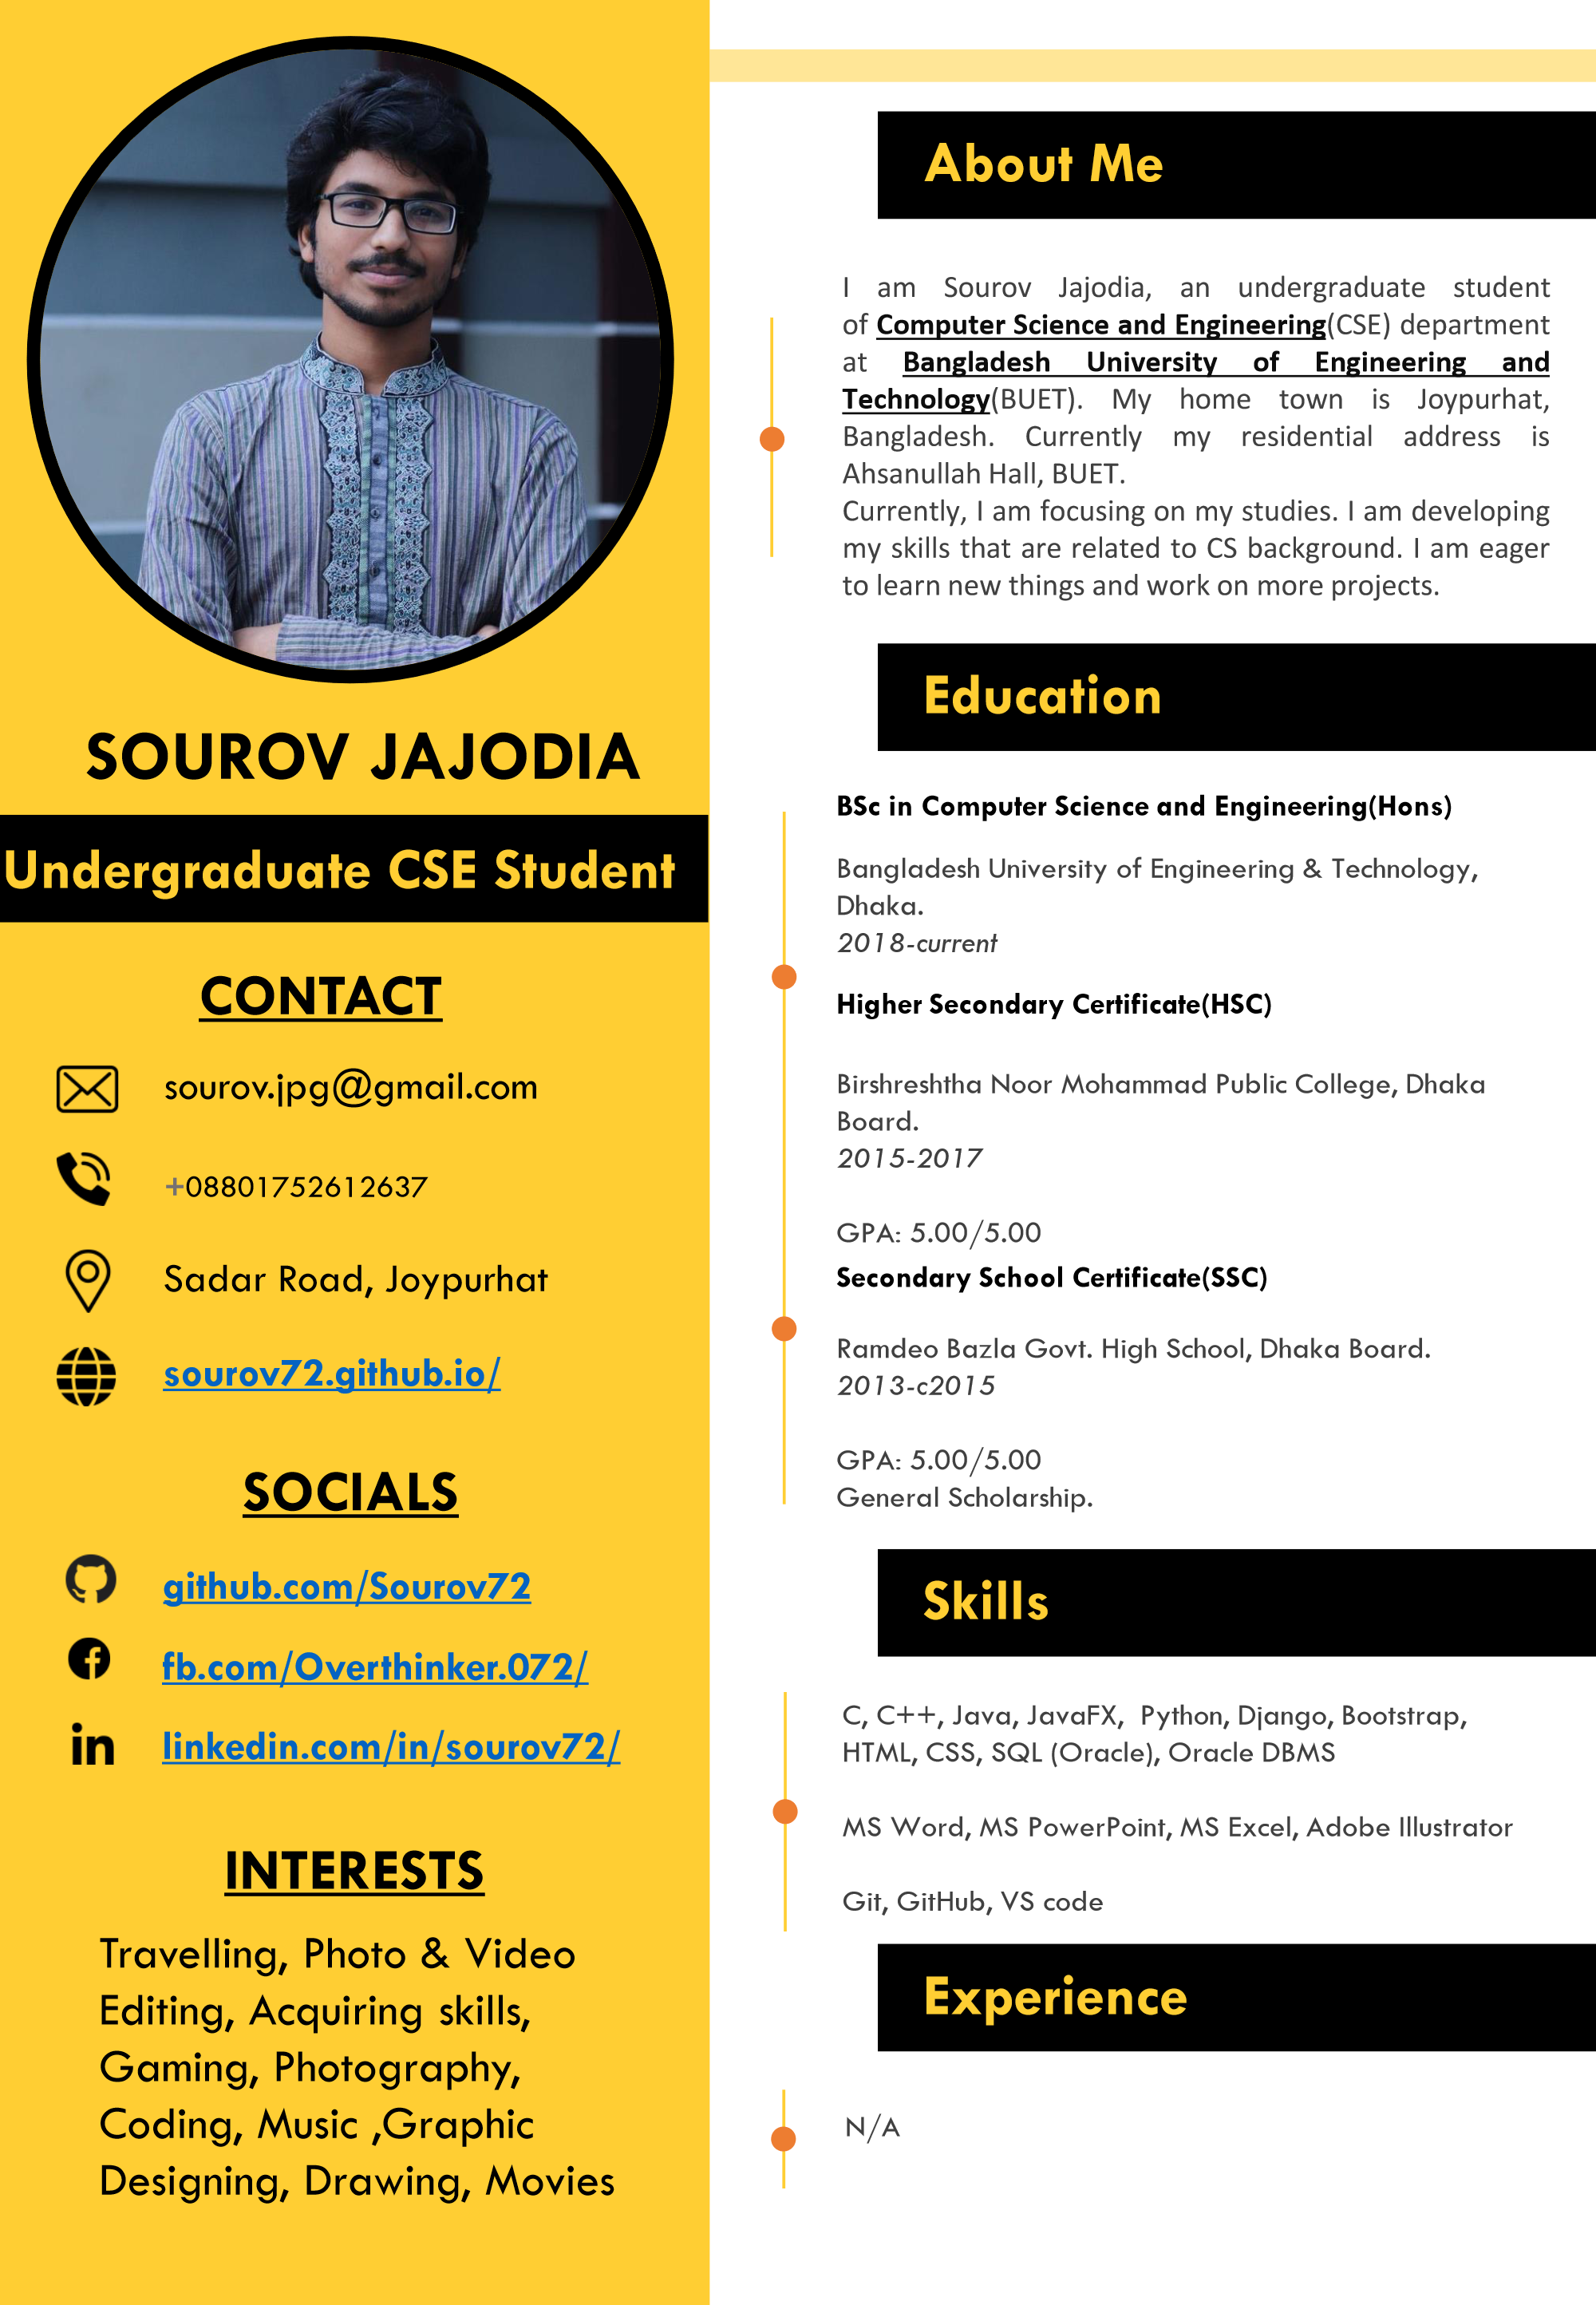 SOUROV JAJODIA
Undergraduate CSE Student
CONTACT
sourov.jpg@gmail.com
+08801752612637
Sadar Road, Joypurhat
sourov72.github.io/
SOCIALS
github.com/Sourov72
fb.com/Overthinker.072/
in
linkedin.com/in/sourov72/
INTERESTS
Travelling, Photo & Video
Editing, Acquiring skills,
Gaming, Photography,
Coding, Music ,Graphic
Designing, Drawing, Movies
About Me
I am Sourov Jajodia, an undergraduate student
of Computer Science and Engineering(CSE) department
at Bangladesh University of Engineering and
Technology(BUET). My home town is Joypurhat,
Bangladesh. Currently my residential address is
Ahsanullah Hall, BUET.
Currently, I am focusing on my studies. I am developing
my skills that are related to CS background. I am eager
to learn new things and work on more projects.
Education
BSc in Computer Science and Engineering(Hons)
Bangladesh University of Engineering & Technology,
Dhaka.
2018-current
Higher Secondary Certificate(HSC)
Birshreshtha Noor Mohammad Public College, Dhaka
Board.
2015-2017
GPA: 5.00/5.00
Secondary School Certificate(SSC)
Ramdeo Bazla Govt. High School, Dhaka Board.
2013-c2015
GPA: 5.00/5.00
General Scholarship.
Skills
C, C++, Java, JavaFX,  Python, Django, Bootstrap,
HTML, CSS, SQL (Oracle), Oracle DBMS
MS Word, MS PowerPoint, MS Excel, Adobe Illustrator
Git, GitHub, VS code
Experience
N/A